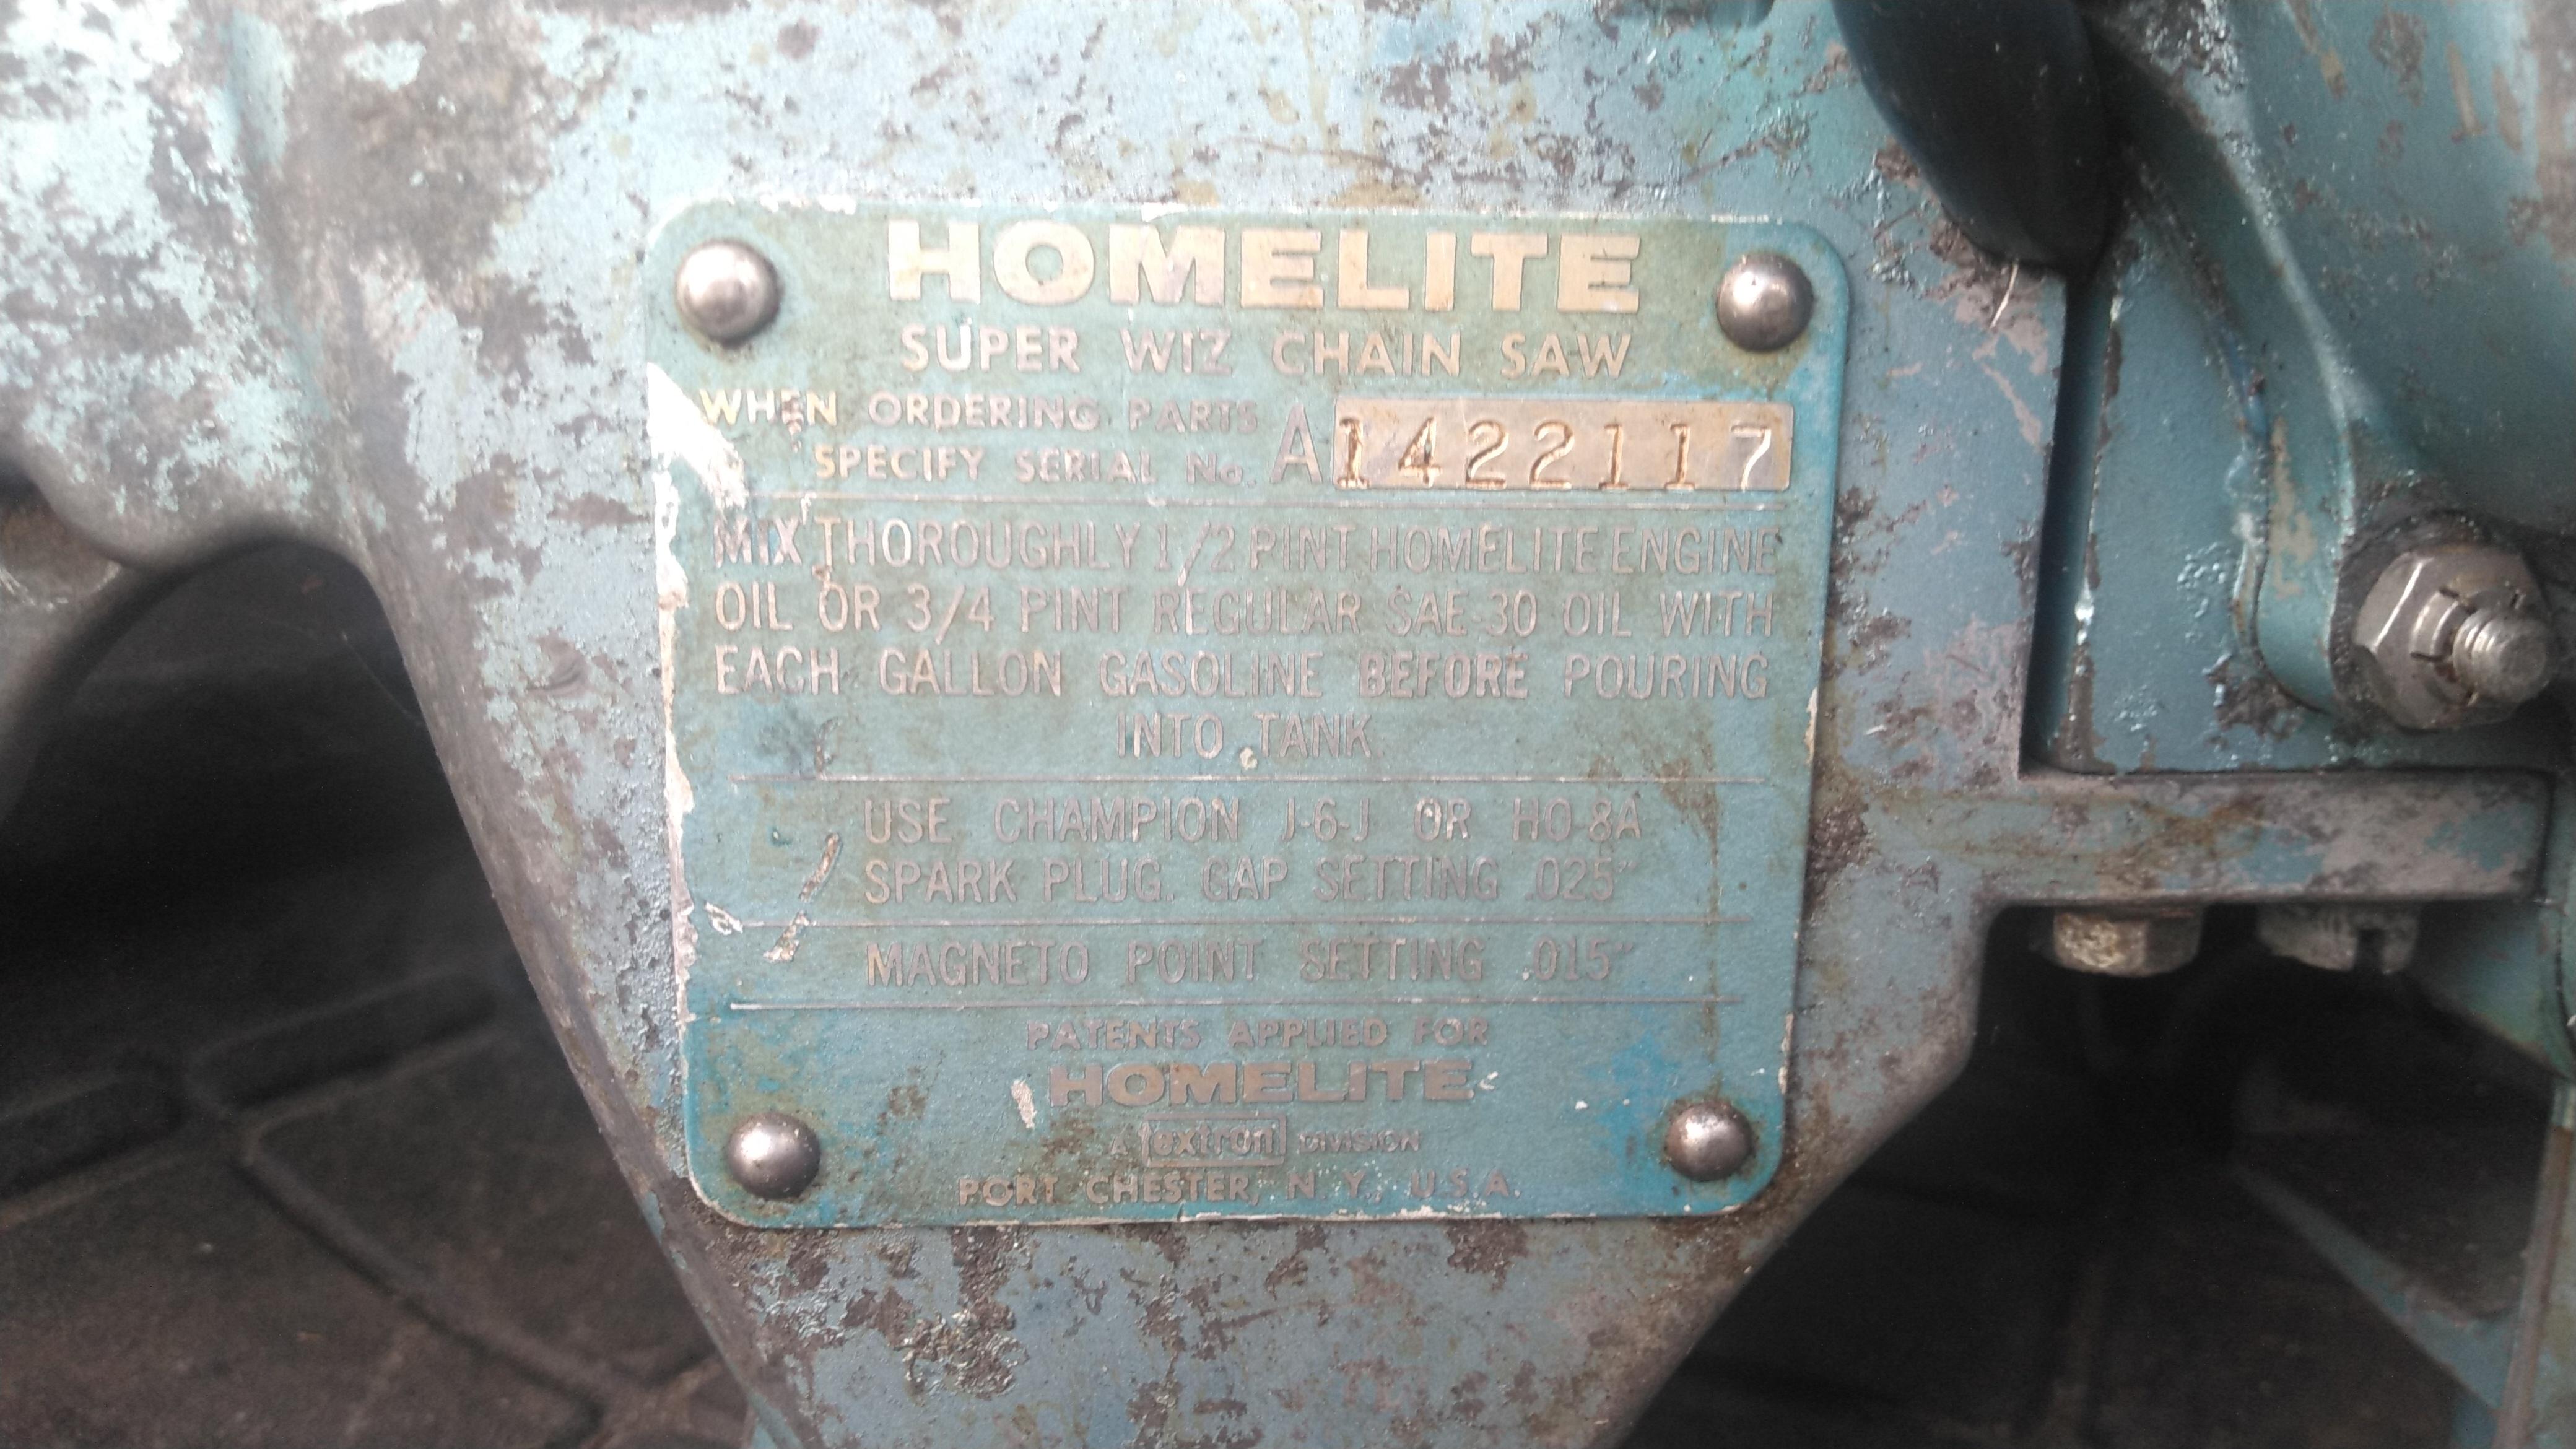 HOMELITE
SUPER WIZ CHAIN SAW
WHEN ORDERING PARTS
SPECIFY SERIAL No. A1422117
MIX THOROUGHLY 1/2 PINT HOMELITE ENGINE
OIL OR 3/4 PINT REGULAR SAE-30 OIL WITH
EACH GALLON GASOLINE BEFORE POURING
INTO TANK
USE CHAMPION J-6-J OR HO-8A
SPARK PLUG. GAP SETTING .025"
MAGNETO POINT SETTING .015"
PATENTS APPLIED FOR
HOMELITE
A textron DIVISION
PORT CHESTER, N. Y., U.S.A.